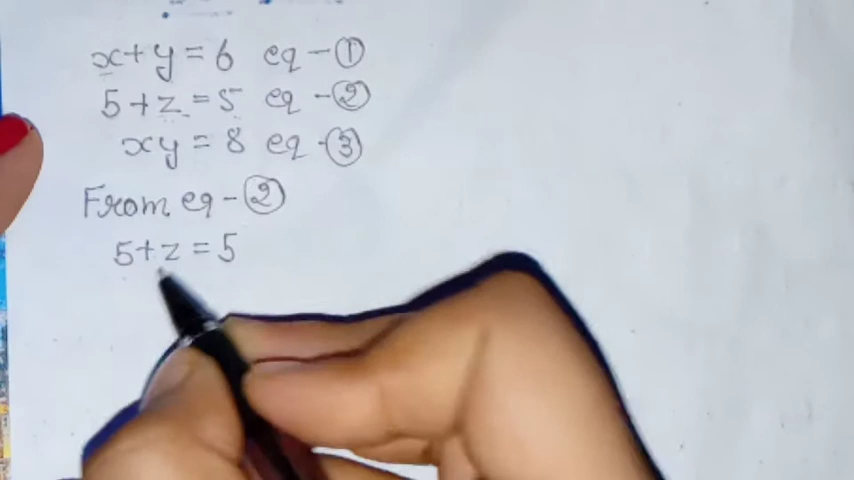 x+y=6 eq-①
5+z=5 eq-②
xy=8 eq-③
From eq-②
5+z=5